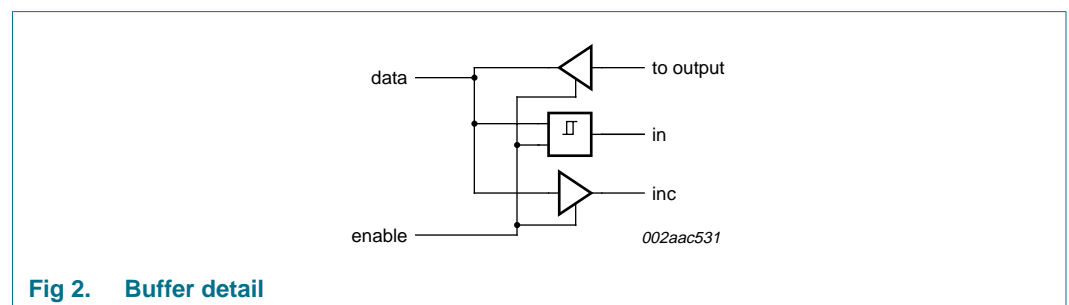 data
to output
in
inc
enable
002aac531
Fig 2. Buffer detail